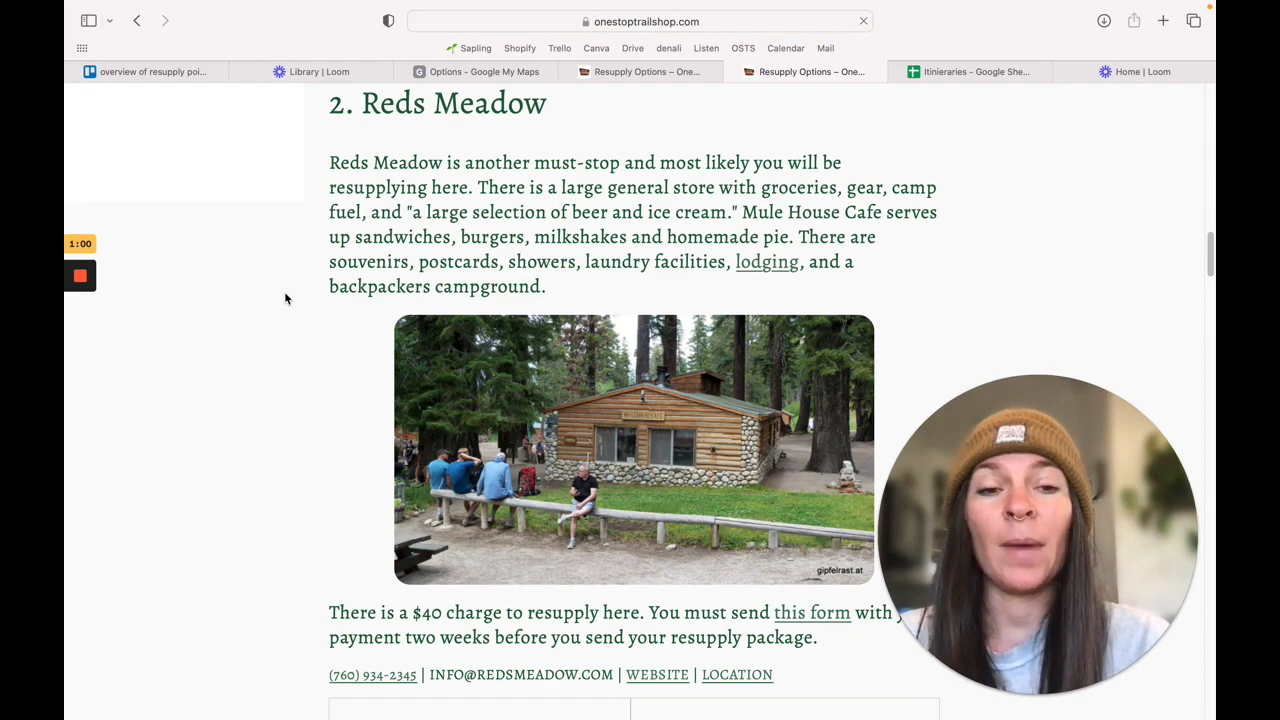 onestoptrailshop.com
Sapling Shopify Trello Canva Drive denali Listen OSTS Calendar Mail
overview of resupply poi... Library | Loom Options - Google My Maps Resupply Options – One... Resupply Options – One... Itinieraries - Google She... Home | Loom
2. Reds Meadow
Reds Meadow is another must-stop and most likely you will be
resupplying here. There is a large general store with groceries, gear, camp
fuel, and "a large selection of beer and ice cream." Mule House Cafe serves
1:00
up sandwiches, burgers, milkshakes and homemade pie. There are
souvenirs, postcards, showers, laundry facilities, lodging, and a
backpackers campground.
gipfelrast.at
There is a $40 charge to resupply here. You must send this form with
payment two weeks before you send your resupply package.
(760) 934-2345 | INFO@REDSMEADOW.COM | WEBSITE | LOCATION